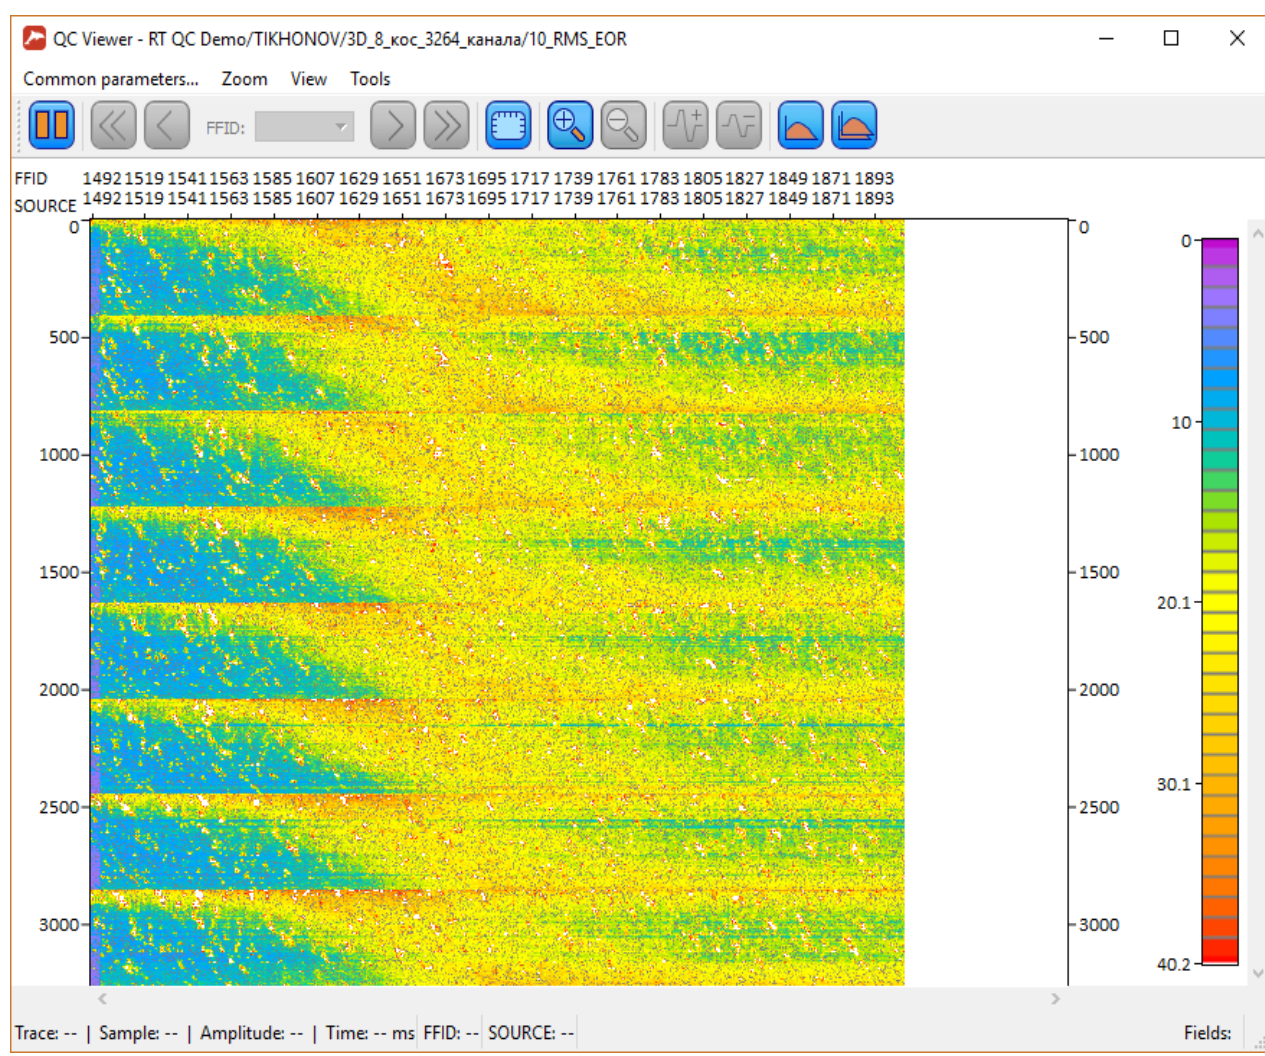 QC Viewer - RT QC Demo/TIKHONOV/3D_8_кос_3264_канала/10_RMS_EOR
Common parameters... Zoom View Tools
FFID:
FFID 1492 1519 1541 1563 1585 1607 1629 1651 1673 1695 1717 1739 1761 1783 1805 1827 1849 1871 1893
SOURCE 1492 1519 1541 1563 1585 1607 1629 1651 1673 1695 1717 1739 1761 1783 1805 1827 1849 1871 1893
0 0 0
500 500
10
1000 1000
1500 1500
20.1
2000 2000
30.1
2500 2500
3000 3000
40.2
Trace: -- | Sample: -- | Amplitude: -- | Time: -- ms FFID: -- SOURCE: -- Fields: